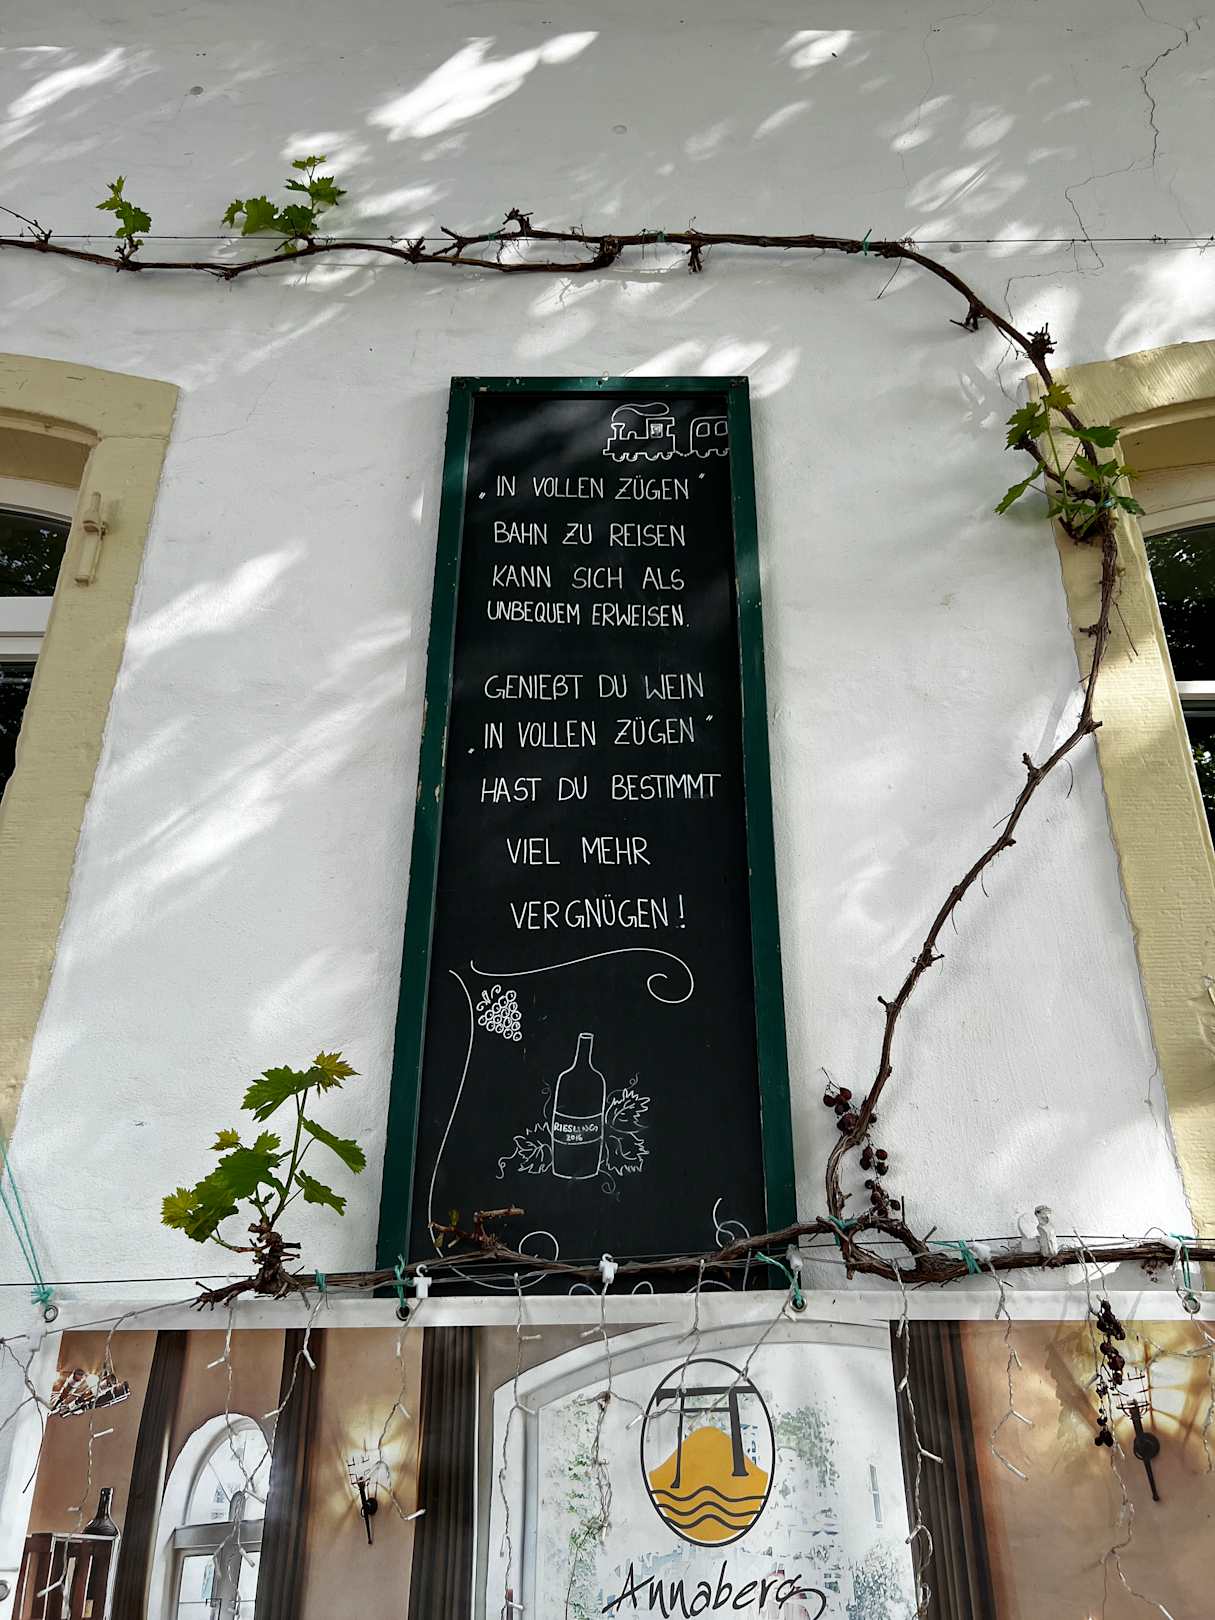 „IN VOLLEN ZÜGEN"
BAHN ZU REISEN
KANN SICH ALS
UNBEQUEM ERWEISEN.
GENIEßT DU WEIN
„IN VOLLEN ZÜGEN"
HAST DU BESTIMMT
VIEL MEHR
VERGNÜGEN!
RIESLING
2016
Annaberg